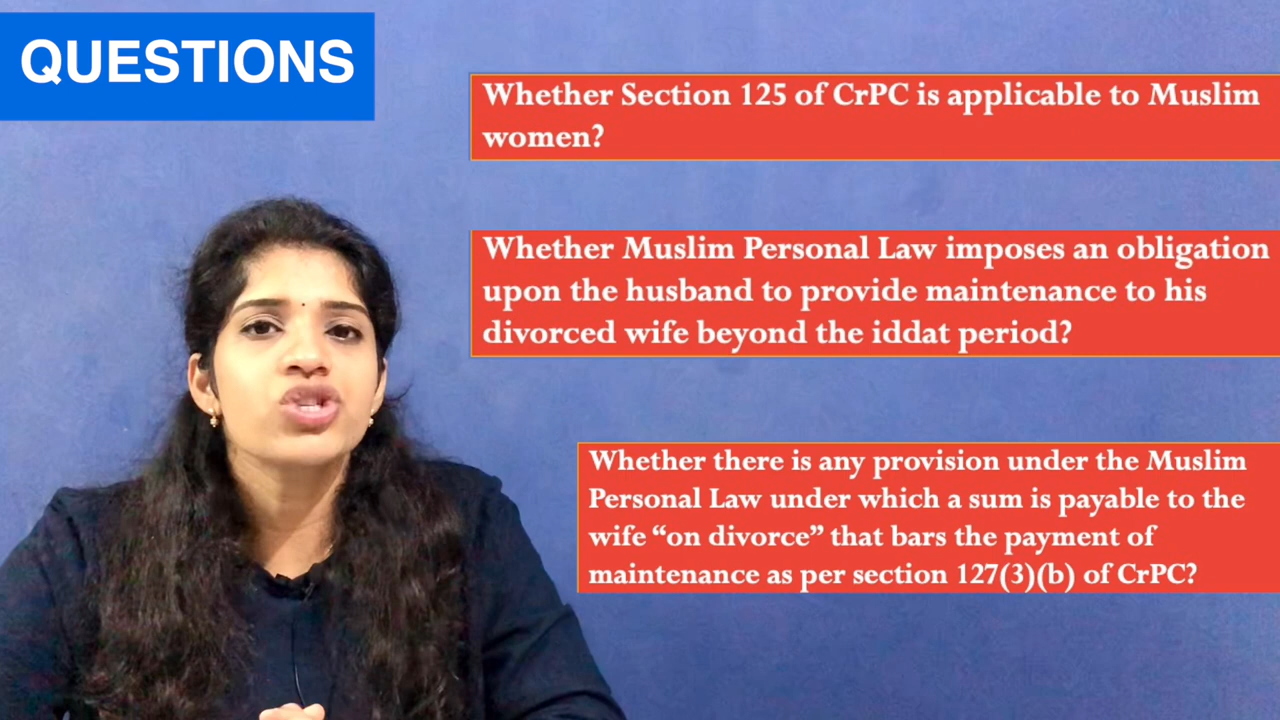 QUESTIONS
Whether Section 125 of CrPC is applicable to Muslim
women?
Whether Muslim Personal Law imposes an obligation
upon the husband to provide maintenance to his
divorced wife beyond the iddat period?
Whether there is any provision under the Muslim
Personal Law under which a sum is payable to the
wife “on divorce” that bars the payment of
maintenance as per section 127(3)(b) of CrPC?